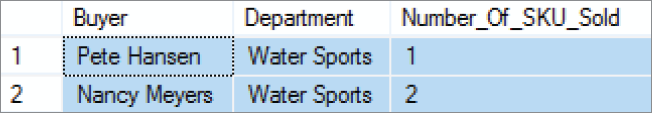 Buyer Department Number_Of_SKU_Sold
1 Pete Hansen Water Sports 1
2 Nancy Meyers Water Sports 2